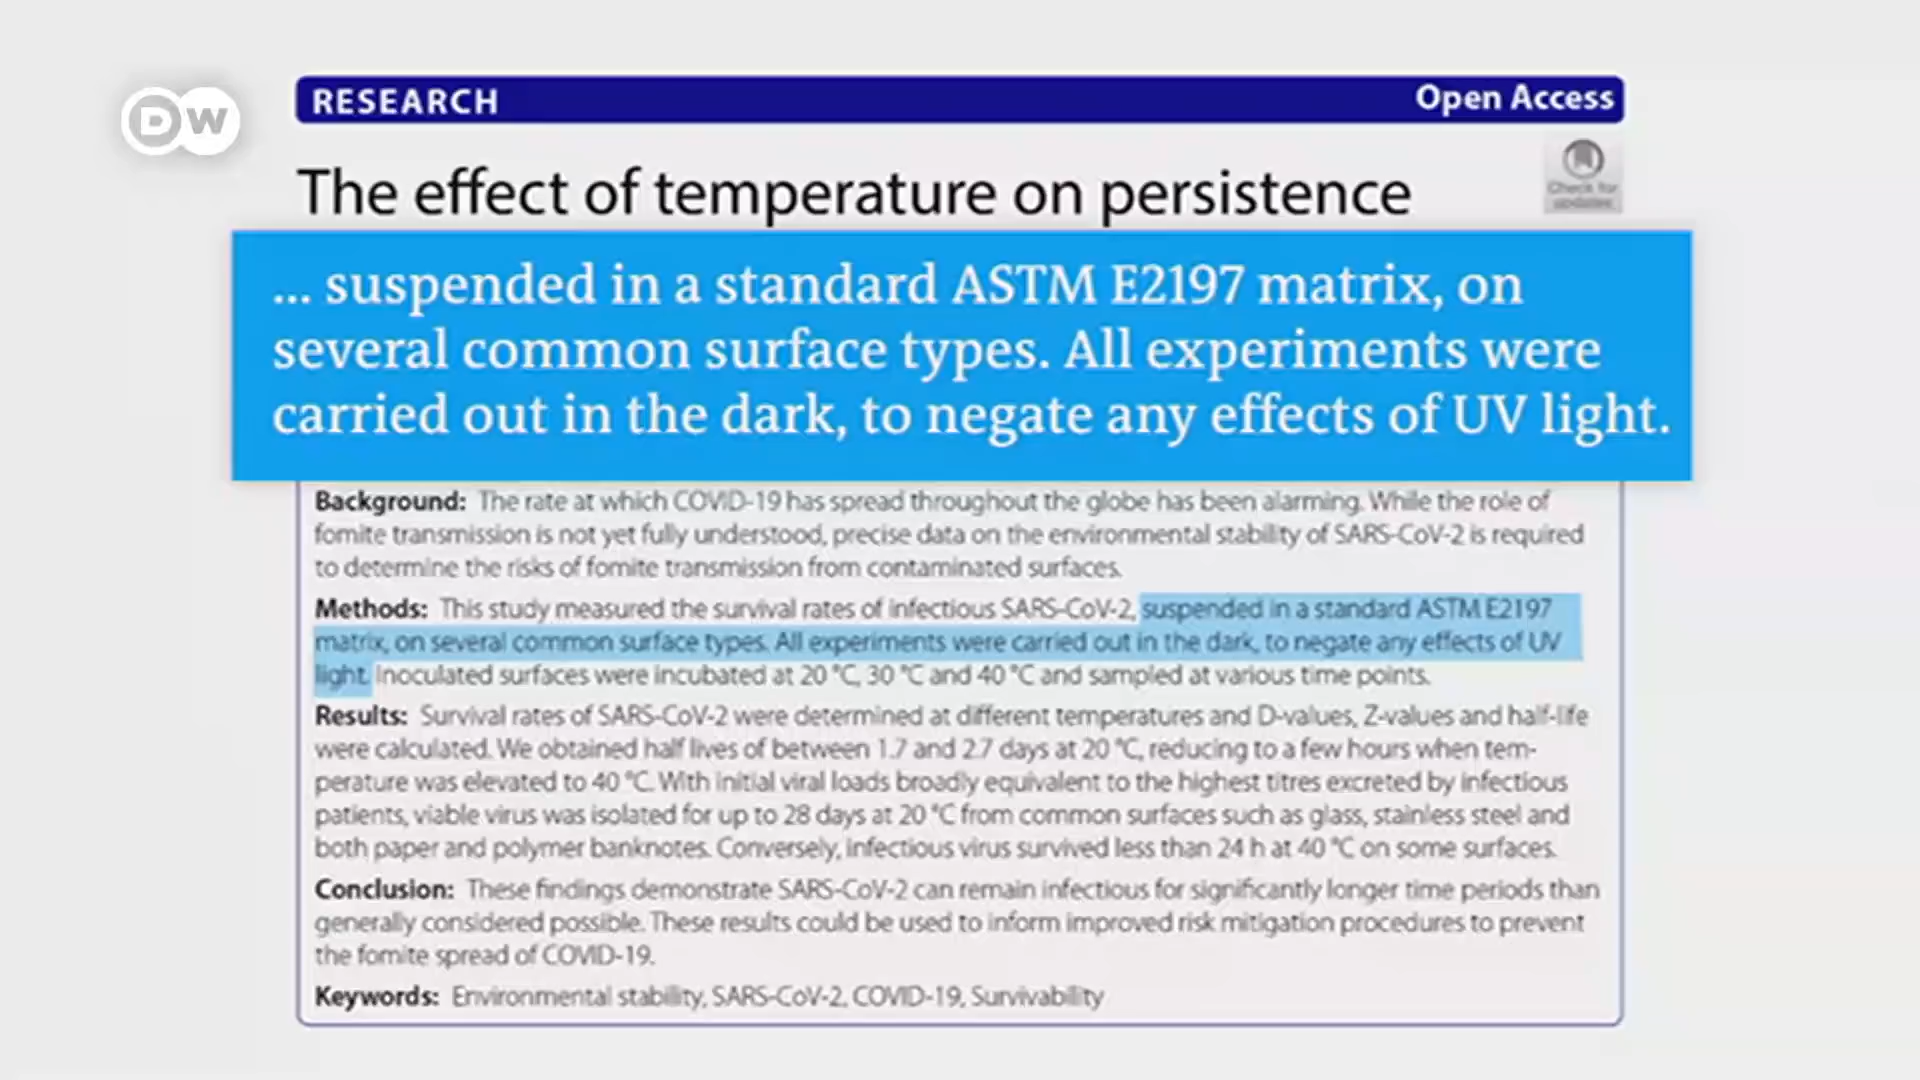 DW
RESEARCH
Open Access
The effect of temperature on persistence
Check for
updates
... suspended in a standard ASTM E2197 matrix, on
several common surface types. All experiments were
carried out in the dark, to negate any effects of UV light.
Background: The rate at which COVID-19 has spread throughout the globe has been alarming. While the role of
fomite transmission is not yet fully understood, precise data on the environmental stability of SARS-CoV-2 is required
to determine the risks of fomite transmission from contaminated surfaces.
Methods: This study measured the survival rates of infectious SARS-CoV-2, suspended in a standard ASTM E2197
matrix, on several common surface types. All experiments were carried out in the dark, to negate any effects of UV
light. Inoculated surfaces were incubated at 20 °C, 30 °C and 40 °C and sampled at various time points.
Results: Survival rates of SARS-CoV-2 were determined at different temperatures and D-values, Z-values and half-life
were calculated. We obtained half lives of between 1.7 and 2.7 days at 20 °C, reducing to a few hours when tem-
perature was elevated to 40 °C. With initial viral loads broadly equivalent to the highest titres excreted by infectious
patients, viable virus was isolated for up to 28 days at 20 °C from common surfaces such as glass, stainless steel and
both paper and polymer banknotes. Conversely, infectious virus survived less than 24 h at 40 °C on some surfaces.
Conclusion: These findings demonstrate SARS-CoV-2 can remain infectious for significantly longer time periods than
generally considered possible. These results could be used to inform improved risk mitigation procedures to prevent
the fomite spread of COVID-19.
Keywords: Environmental stability, SARS-CoV-2, COVID-19, Survivability